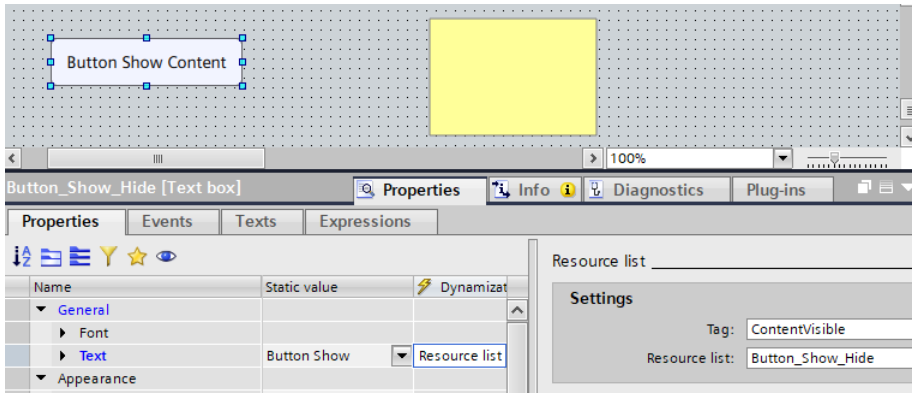 Button Show Content
100%
Button_Show_Hide [Text box]
Properties
Info
Diagnostics
Plug-ins
Properties
Events
Texts
Expressions
Resource list
Name
Static value
Dynamizat
Settings
General
Tag:
ContentVisible
Font
Text
Button Show
Resource list
Resource list:
Button_Show_Hide
Appearance